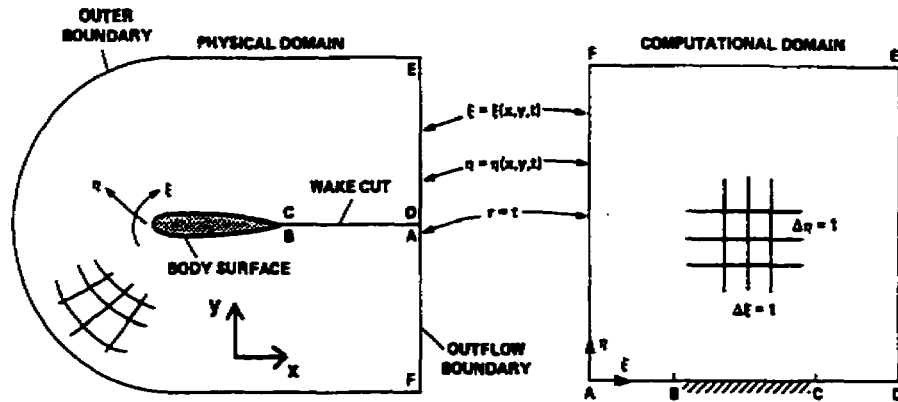 OUTER
BOUNDARY
PHYSICAL DOMAIN
E
η
ξ
C
B
WAKE CUT
D
A
BODY SURFACE
y
x
OUTFLOW
BOUNDARY
F
ξ = ξ(x,y,t)
η = η(x,y,t)
τ = t
COMPUTATIONAL DOMAIN
F
E
Δη = 1
Δξ = 1
η
ξ
A
B
C
D